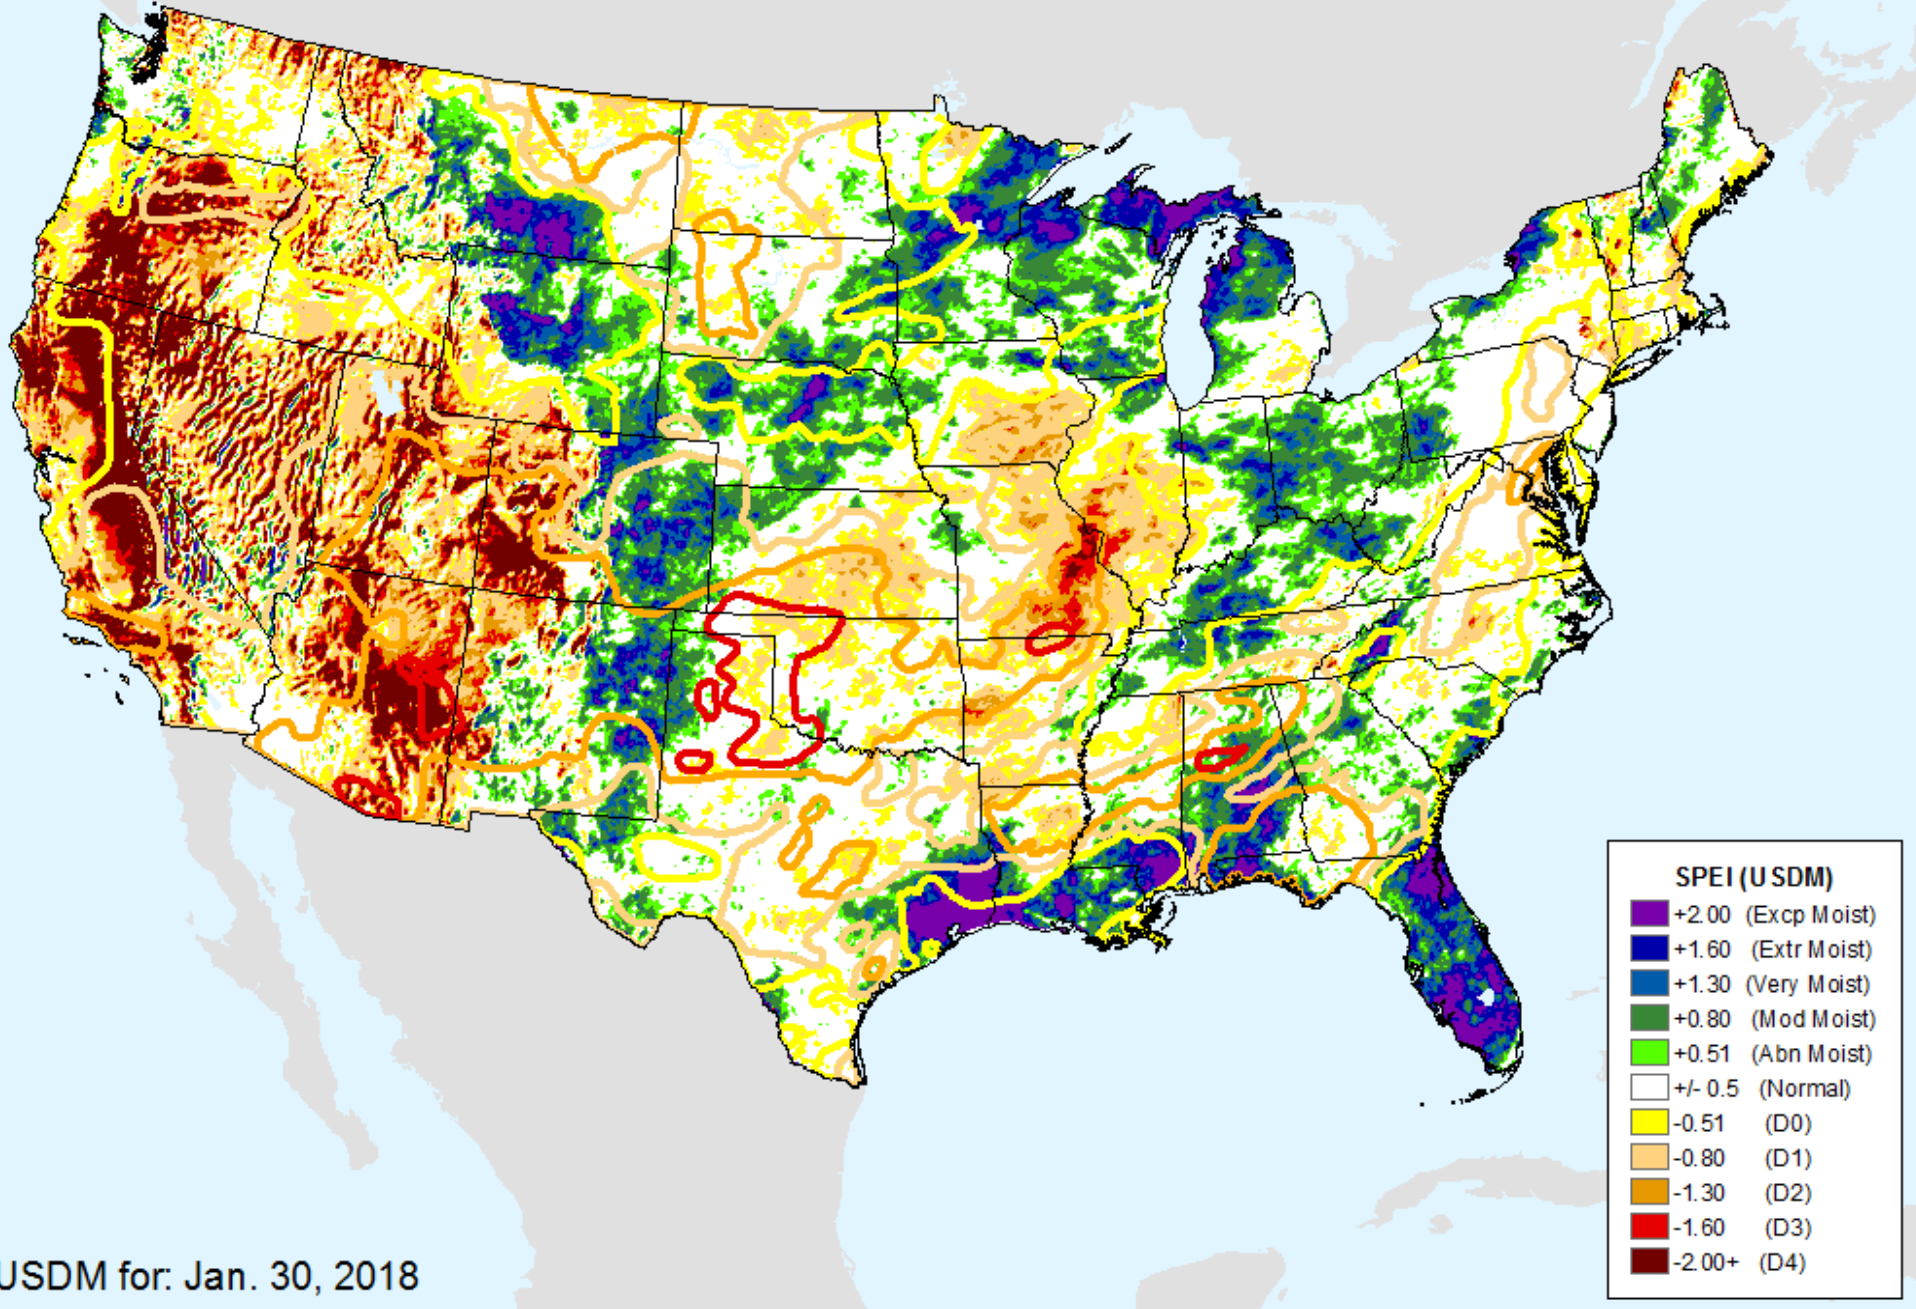 SPEI (USDM)
+2.00 (Excp Moist)
+1.60 (Extr Moist)
+1.30 (Very Moist)
+0.80 (Mod Moist)
+0.51 (Abn Moist)
+/- 0.5 (Normal)
-0.51 (D0)
-0.80 (D1)
-1.30 (D2)
-1.60 (D3)
-2.00+ (D4)
USDM for: Jan. 30, 2018